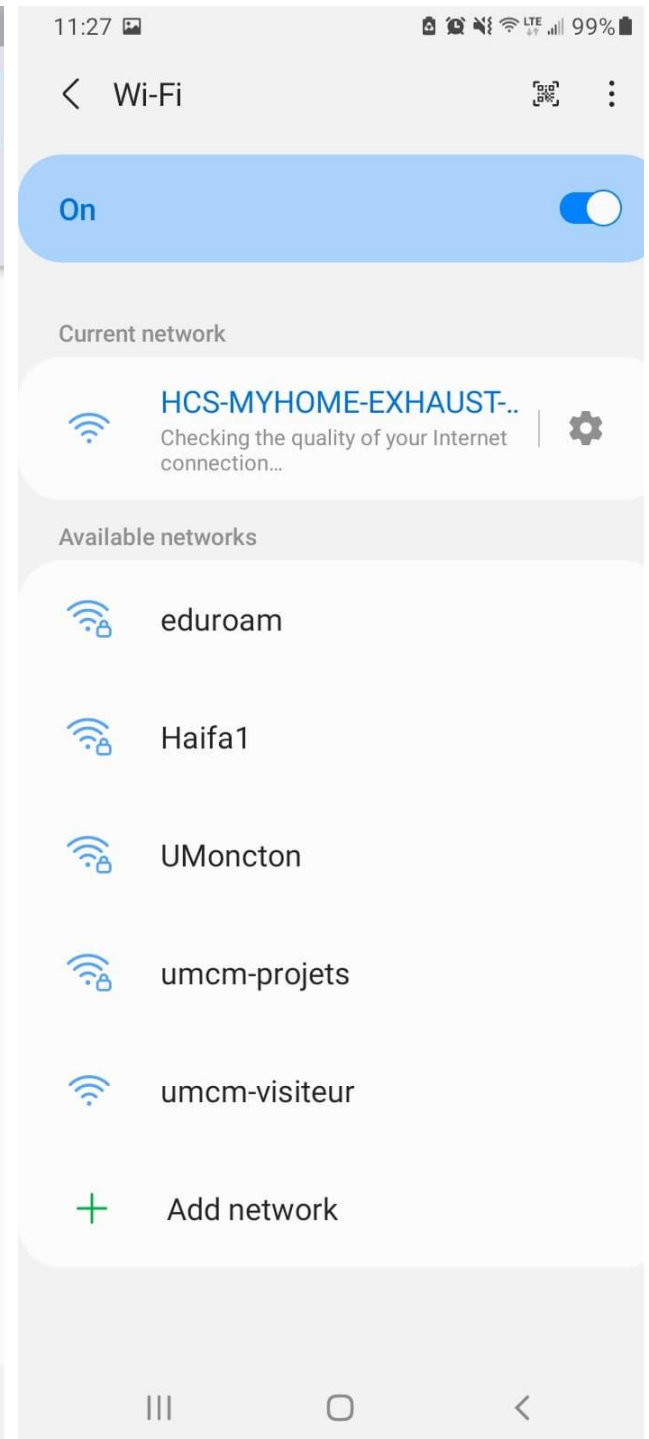 11:27 LTE 99%
Wi-Fi
On
Current network
HCS-MYHOME-EXHAUST-..
Checking the quality of your Internet
connection...
Available networks
eduroam
Haifa1
UMoncton
umcm-projets
umcm-visiteur
Add network